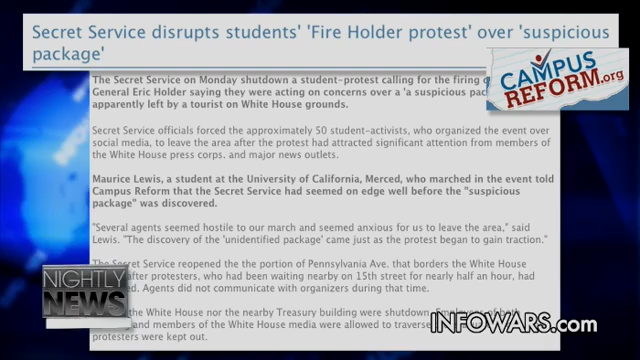 Secret Service disrupts students' 'Fire Holder protest' over 'suspicious
package'
CAMPUS
REFORM.org
The Secret Service on Monday shutdown a student-protest calling for the firing
General Eric Holder saying they were acting on concerns over a 'a suspicious
apparently left by a tourist on White House grounds.
Secret Service officials forced the approximately 50 student-activists, who organized the event over
social media, to leave the area after the protest had attracted significant attention from members of
the White House press corps. and major news outlets.
Maurice Lewis, a student at the University of California, Merced, who marched in the event told
Campus Reform that the Secret Service had seemed on edge well before the "suspicious
package" was discovered.
"Several agents seemed hostile to our march and seemed anxious for us to leave the area," said
Lewis. "The discovery of the 'unidentified package' came just as the protest began to gain traction."
The Secret Service reopened the the portion of Pennsylvania Ave. that borders the White House
after protesters, who had been waiting nearby on 15th street for nearly half an hour, had
Agents did not communicate with organizers during that time.
the White House nor the nearby Treasury building were shutdown.
and members of the White House media were allowed to
protesters were kept out.
NIGHTLY
NEWS
INFOWARS.com